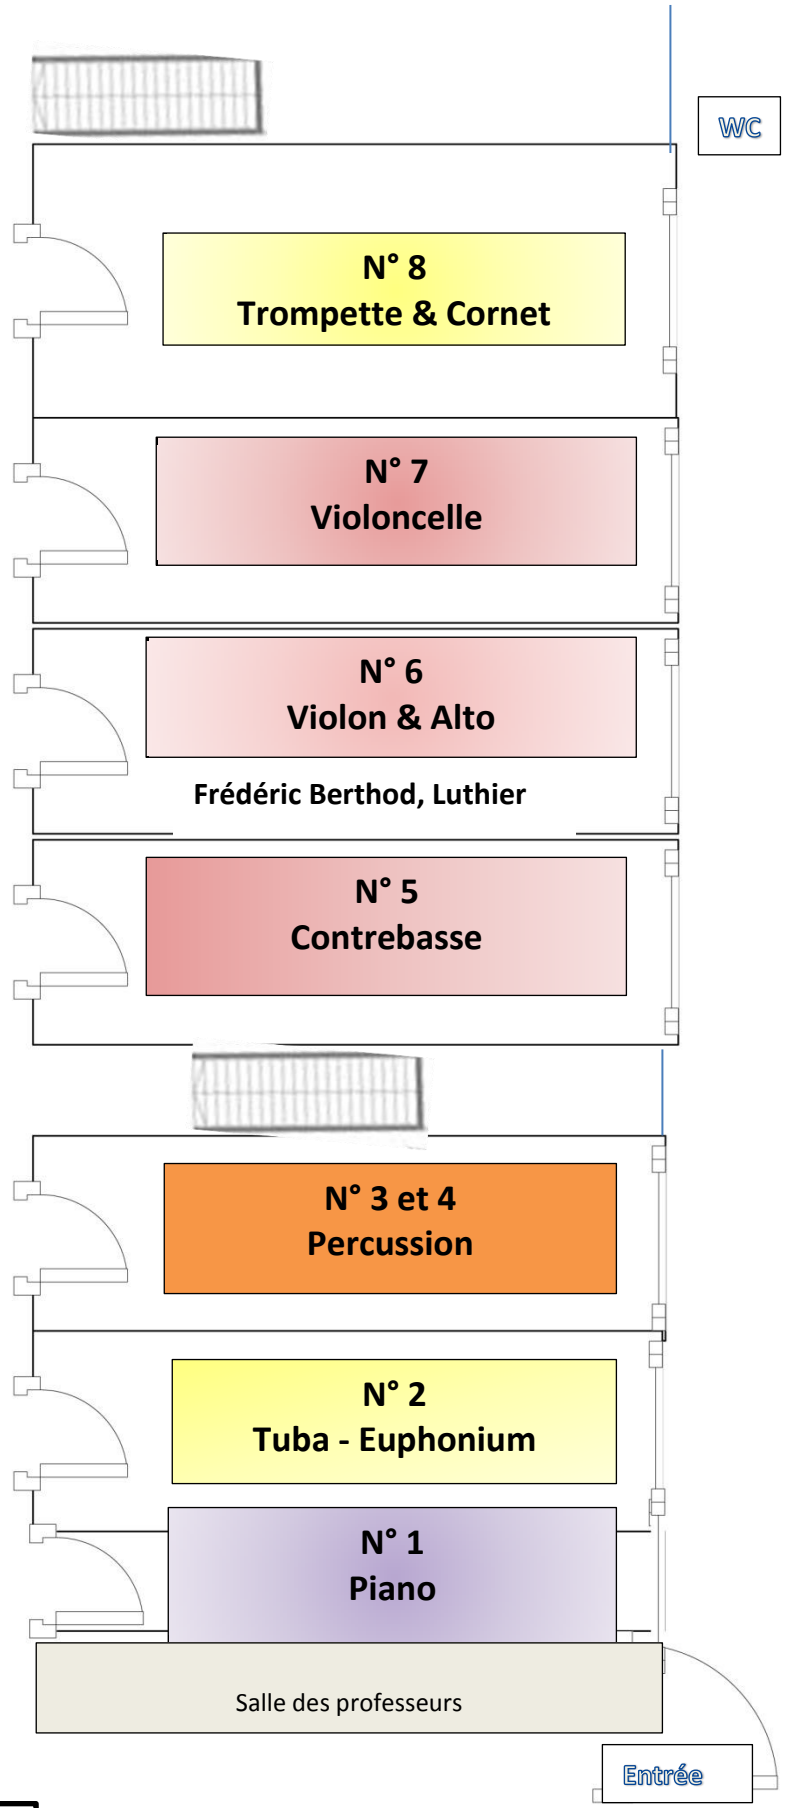 WC
N° 8
Trompette & Cornet
N° 7
Violoncelle
N° 6
Violon & Alto
Frédéric Berthod, Luthier
N° 5
Contrebasse
N° 3 et 4
Percussion
N° 2
Tuba - Euphonium
N° 1
Piano
Salle des professeurs
Entrée